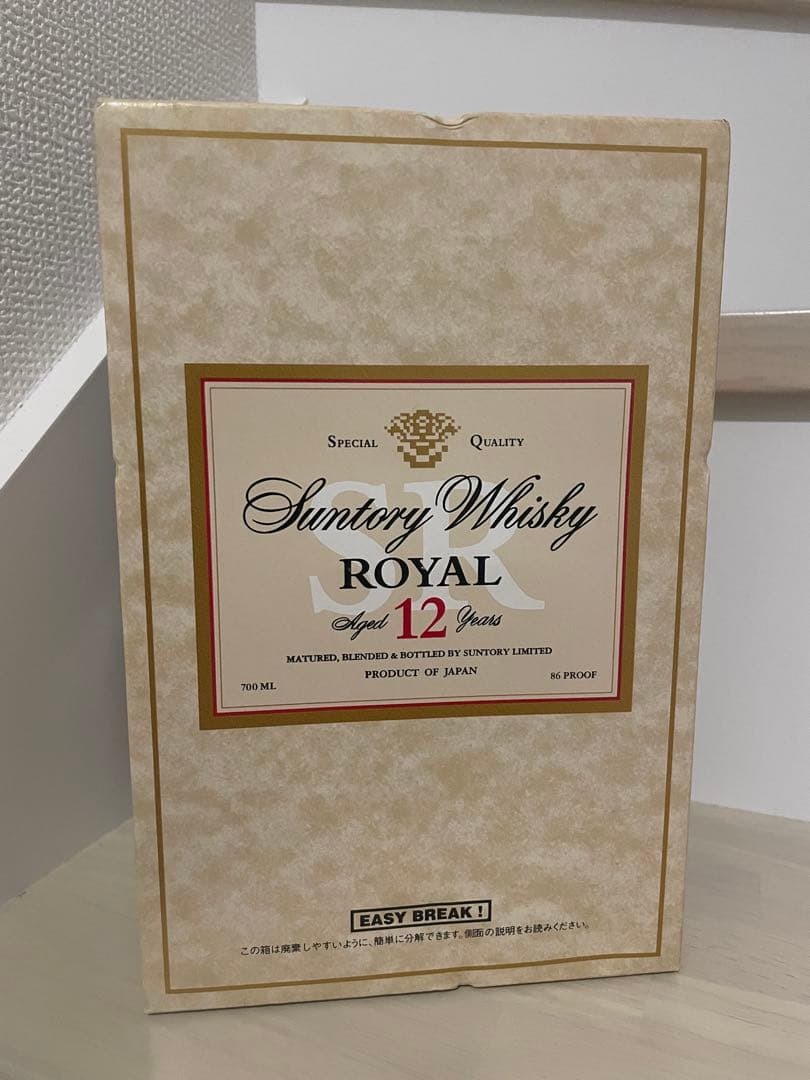 SPECIAL QUALITY
SR
Suntory Whisky
ROYAL
Aged 12 Years
MATURED, BLENDED & BOTTLED BY SUNTORY LIMITED
PRODUCT OF JAPAN
700 ML 86 PROOF
EASY BREAK !
この箱は廃棄しやすいように、簡単に分解できます。側面の説明をお読みください。